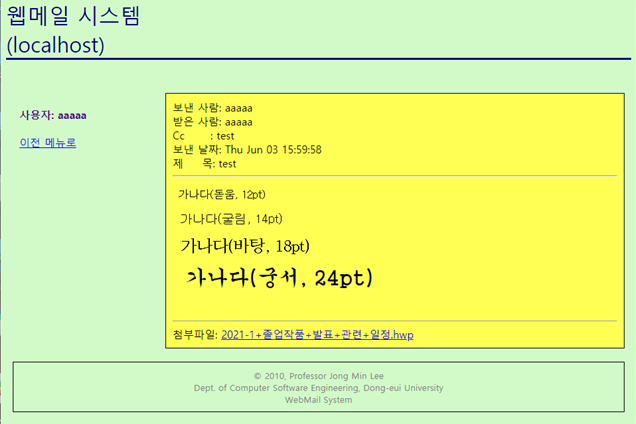 웹메일 시스템
(localhost)
사용자: aaaaa
이전 메뉴로
보낸 사람: aaaaa
받은 사람: aaaaa
Cc : test
보낸 날짜: Thu Jun 03 15:59:58
제 목: test
가나다(돋움, 12pt)
가나다(굴림, 14pt)
가나다(바탕, 18pt)
가나다(궁서, 24pt)
첨부파일: 2021-1+졸업작품+발표+관련+일정.hwp
© 2010, Professor Jong Min Lee
Dept. of Computer Software Engineering, Dong-eui University
WebMail System